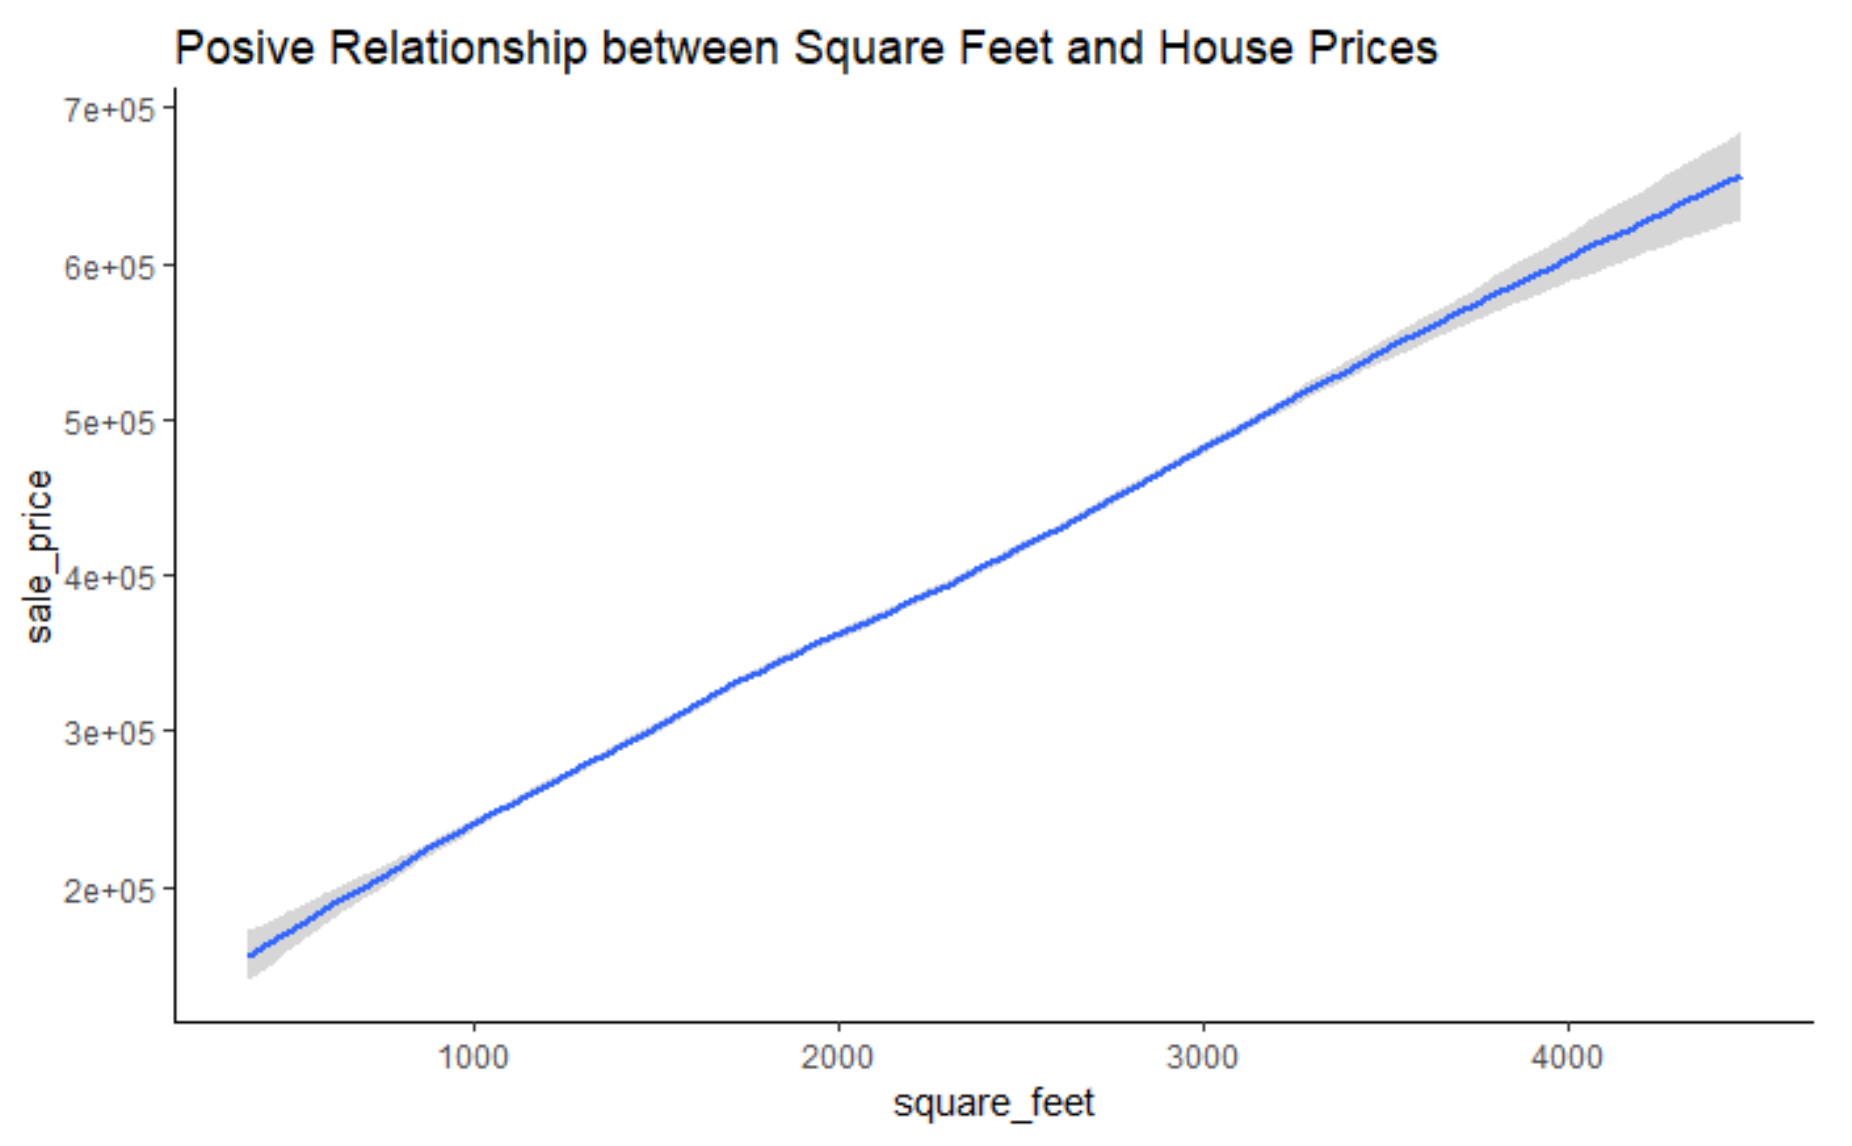 Posive Relationship between Square Feet and House Prices
7e+05
6e+05
5e+05
4e+05
3e+05
2e+05
sale_price
1000 2000 3000 4000
square_feet